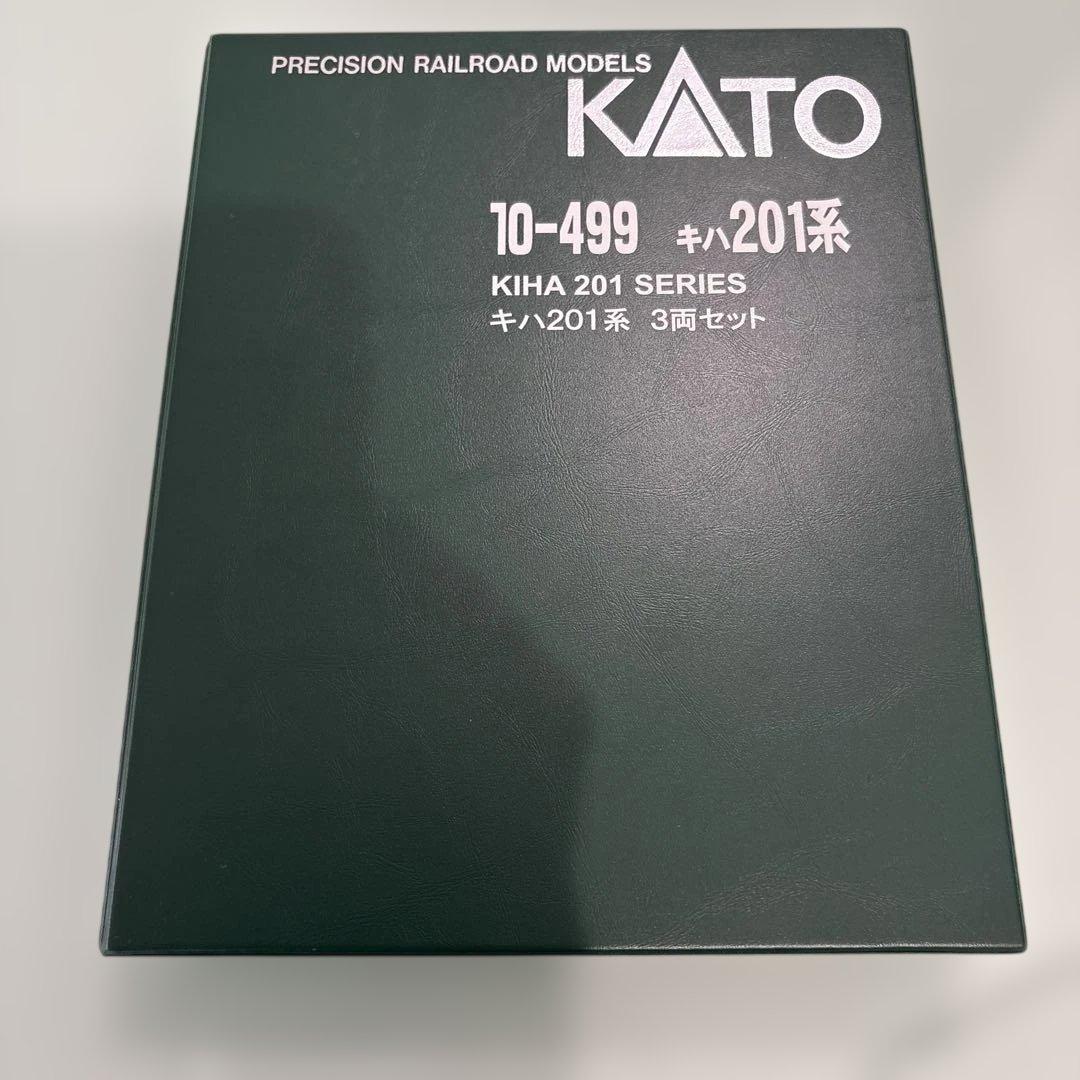 PRECISION RAILROAD MODELS
KATO
10-499 キハ201系
KIHA 201 SERIES
キハ201系 3両セット